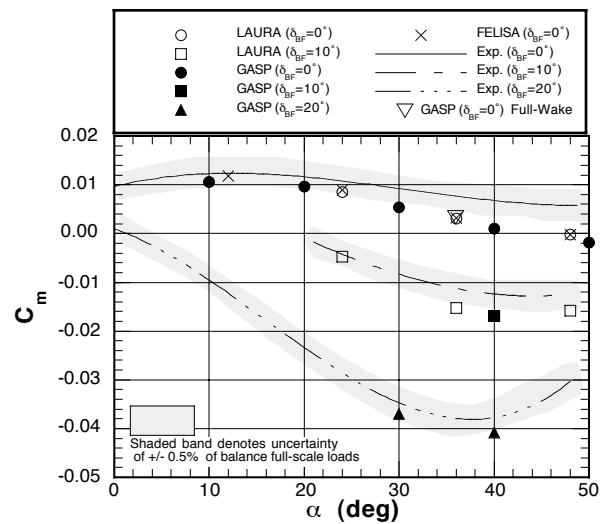 LAURA (δBF=0°)
LAURA (δBF=10°)
GASP (δBF=0°)
GASP (δBF=10°)
GASP (δBF=20°)
FELISA (δBF=0°)
Exp. (δBF=0°)
Exp. (δBF=10°)
Exp. (δBF=20°)
GASP (δBF=0°) Full-Wake
0.02
0.01
0.00
-0.01
-0.02
-0.03
-0.04
-0.05
Cm
Shaded band denotes uncertainty
of +/- 0.5% of balance full-scale loads
0 10 20 30 40 50
α (deg)